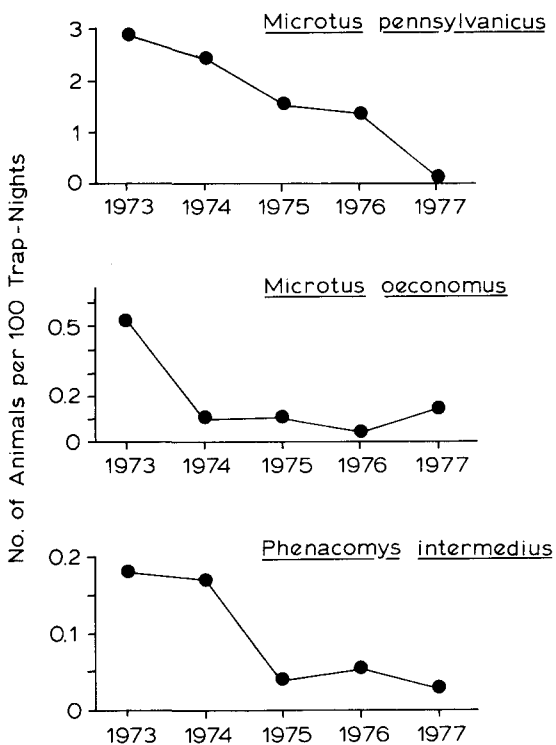 No. of Animals per 100 Trap-Nights
Microtus pennsylvanicus
3
2
1
0
1973 1974 1975 1976 1977
Microtus oeconomus
0.5
0.2
0
1973 1974 1975 1976 1977
Phenacomys intermedius
0.2
0.1
0
1973 1974 1975 1976 1977